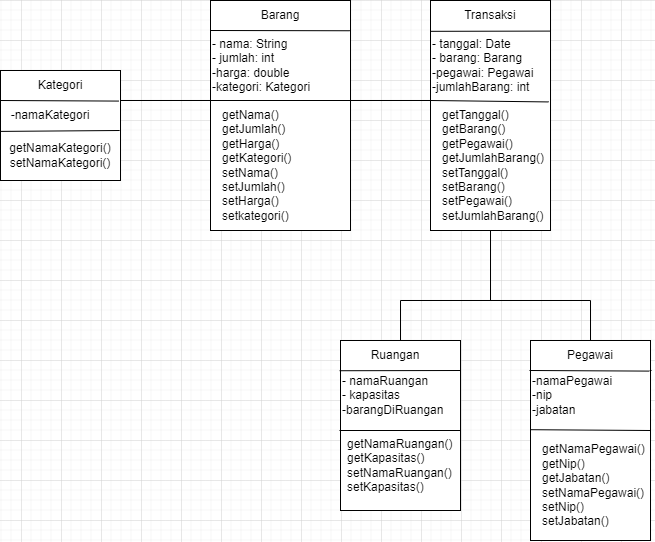 Kategori
-namaKategori
getNamaKategori()
setNamaKategori()
Barang
- nama: String
- jumlah: int
-harga: double
-kategori: Kategori
getNama()
getJumlah()
getHarga()
getKategori()
setNama()
setJumlah()
setHarga()
setkategori()
Transaksi
- tanggal: Date
- barang: Barang
-pegawai: Pegawai
-jumlahBarang: int
getTanggal()
getBarang()
getPegawai()
getJumlahBarang()
setTanggal()
setBarang()
setPegawai()
setJumlahBarang()
Ruangan
- namaRuangan
- kapasitas
-barangDiRuangan
getNamaRuangan()
getKapasitas()
setNamaRuangan()
setKapasitas()
Pegawai
-namaPegawai
-nip
-jabatan
getNamaPegawai()
getNip()
getJabatan()
setNamaPegawai()
setNip()
setJabatan()